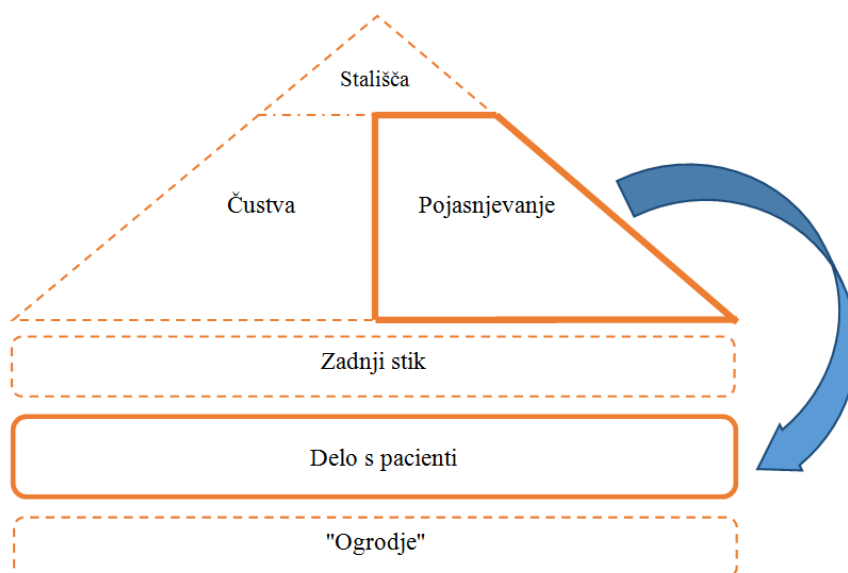 Stališča
Čustva
Pojasnjevanje
Zadnji stik
Delo s pacienti
"Ogrodje"